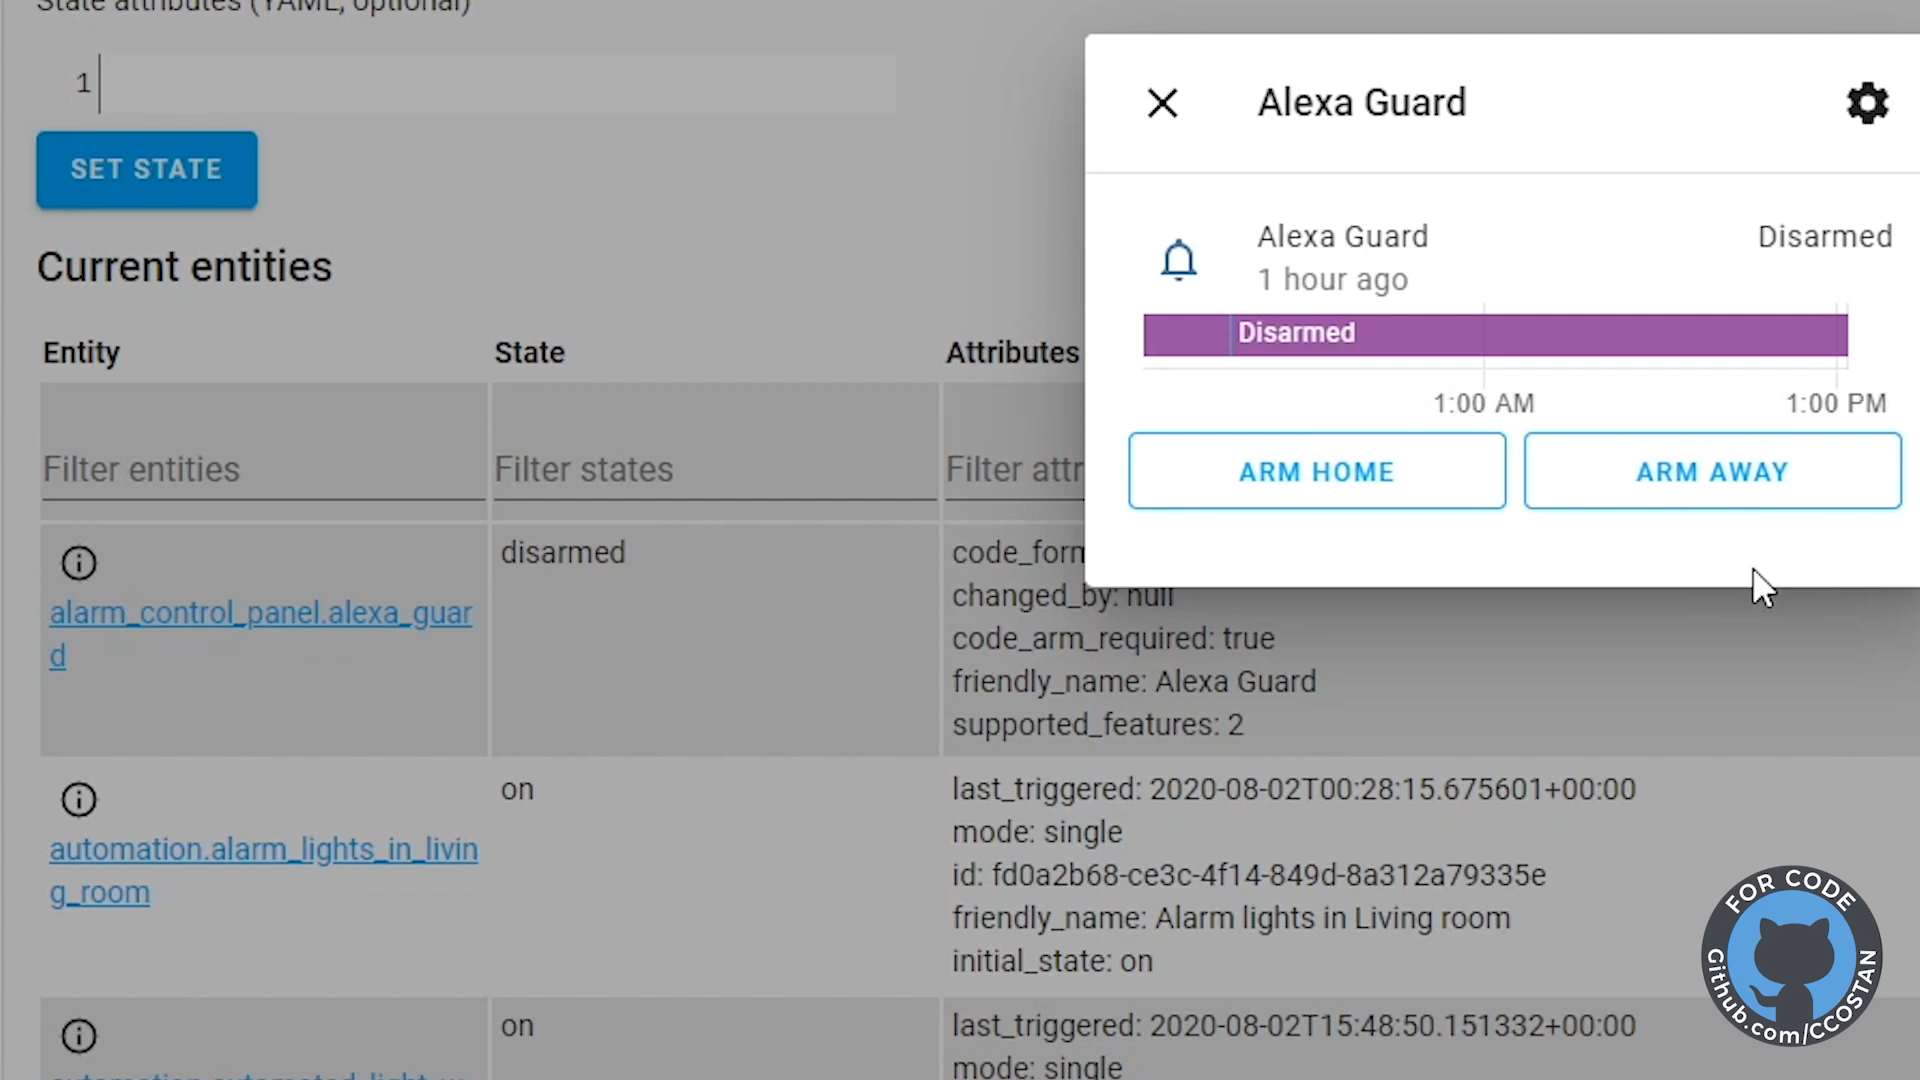 State attributes (YAML, optional)
1
SET STATE
Current entities
Entity
State
Attributes
Filter entities
Filter states
Filter attr
disarmed
code_form
alarm_control_panel.alexa_guar
d
changed_by: null
code_arm_required: true
friendly_name: Alexa Guard
supported_features: 2
on
last_triggered: 2020-08-02T00:28:15.675601+00:00
automation.alarm_lights_in_livin
g_room
mode: single
id: fd0a2b68-ce3c-4f14-849d-8a312a79335e
friendly_name: Alarm lights in Living room
initial_state: on
on
last_triggered: 2020-08-02T15:48:50.151332+00:00
mode: single
Alexa Guard
Alexa Guard
Disarmed
1 hour ago
Disarmed
1:00 AM
1:00 PM
ARM HOME
ARM AWAY
FOR CODE
Github.com/CCOSTAN